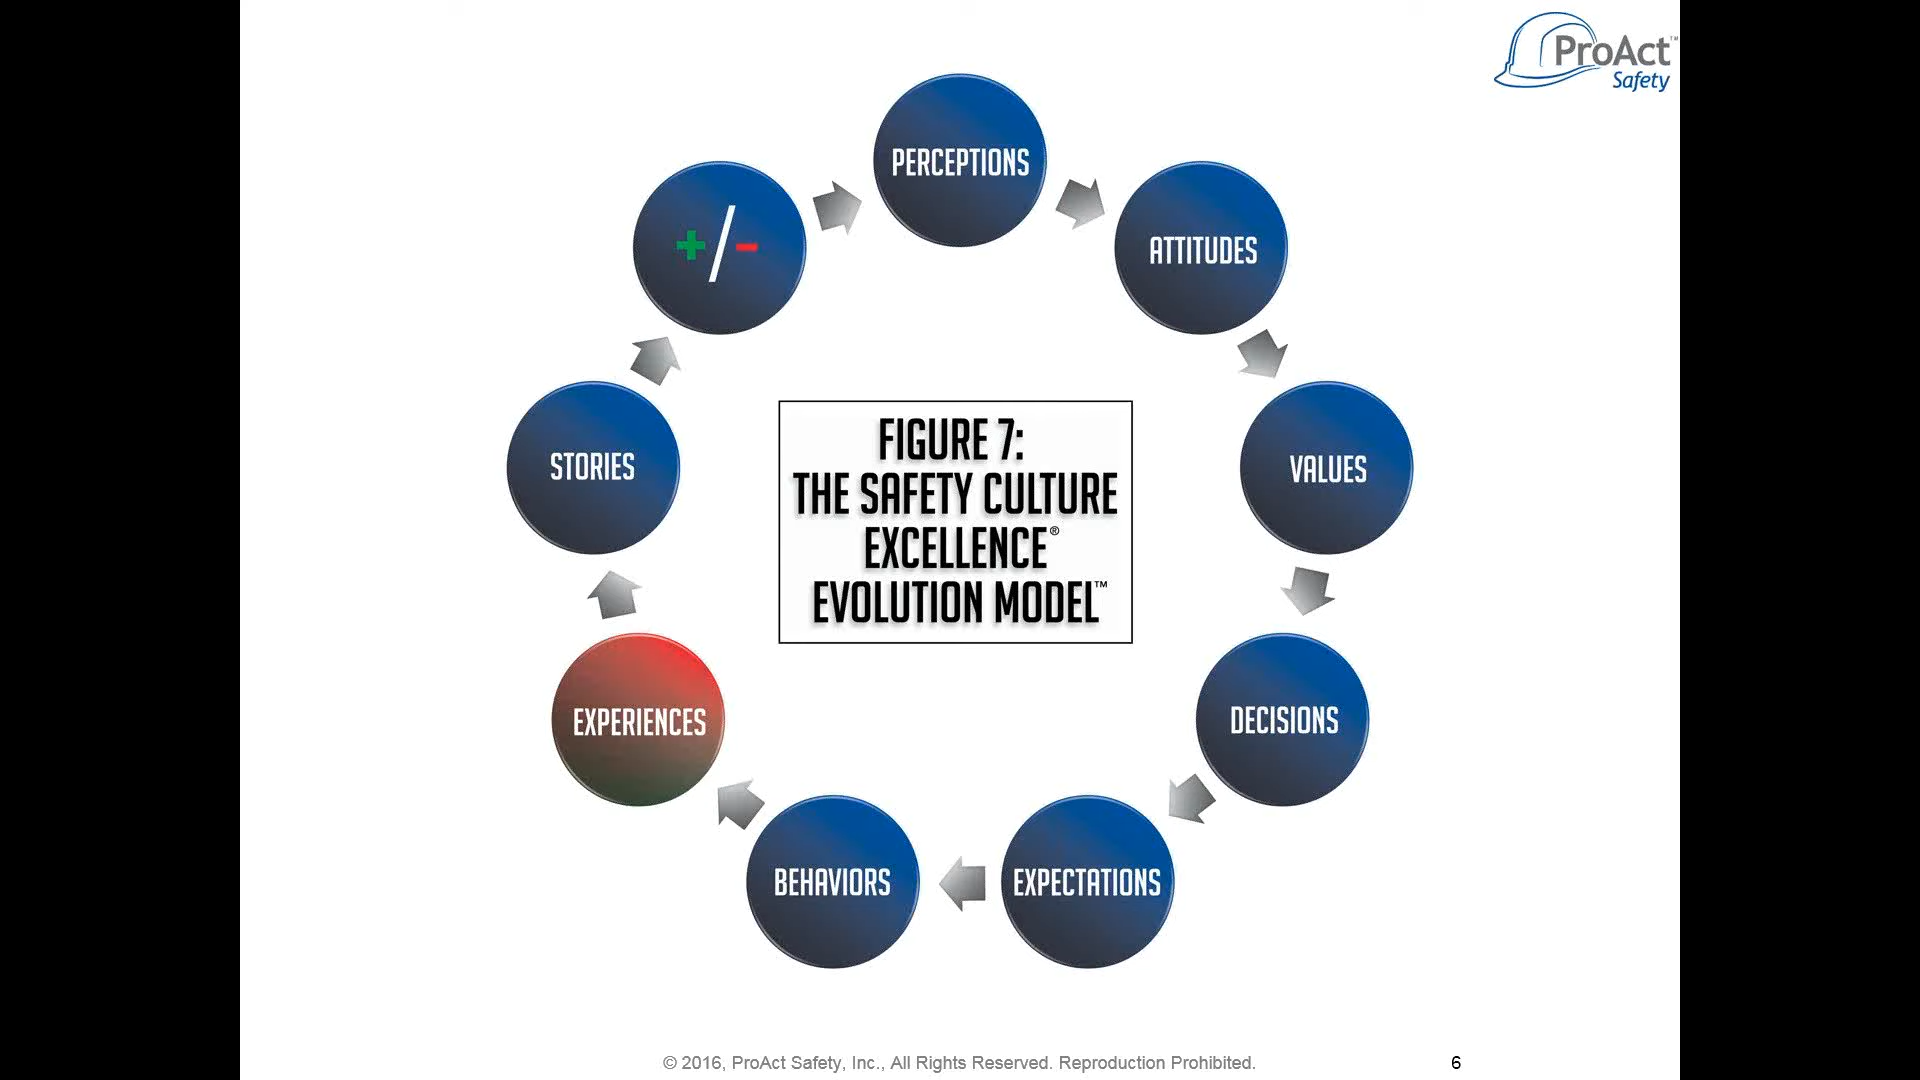 ProAct™
Safety
PERCEPTIONS
ATTITUDES
VALUES
DECISIONS
EXPECTATIONS
BEHAVIORS
EXPERIENCES
STORIES
+/-
FIGURE 7:
THE SAFETY CULTURE
EXCELLENCE®
EVOLUTION MODEL™
© 2016, ProAct Safety, Inc., All Rights Reserved. Reproduction Prohibited.
6